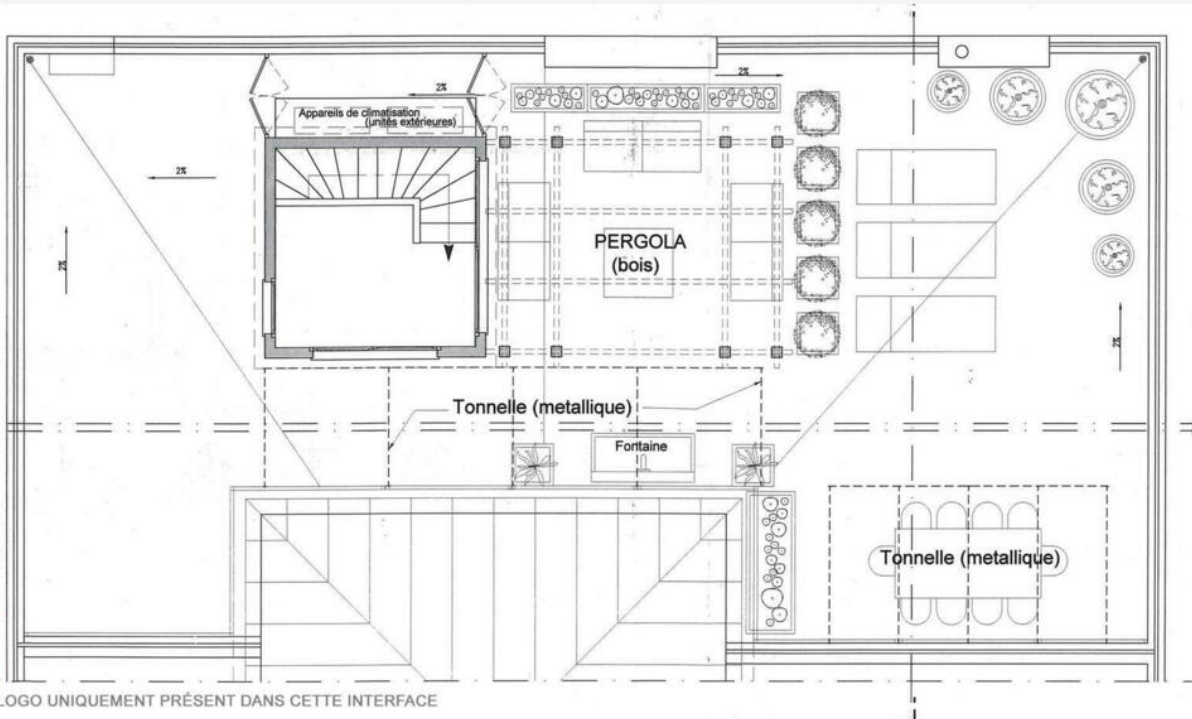 2%
2%
Appareils de climatisation
(unités extérieures)
2%
2%
PERGOLA
(bois)
2%
Tonnelle (metallique)
Fontaine
Tonnelle (metallique)
LOGO UNIQUEMENT PRÉSENT DANS CETTE INTERFACE